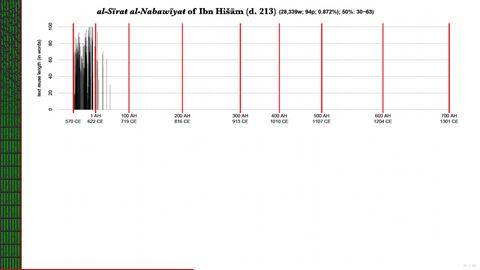 al-Sīrat al-Nabawīyat of Ibn Hišām (d. 213) (28,339w; 94p; 0.872%; 50%: 30–63)
text reuse length (in words)
100
80
60
40
20
0
1 AH 100 AH 200 AH 300 AH 400 AH 500 AH 600 AH 700 AH
570 CE 622 CE 719 CE 816 CE 913 CE 1010 CE 1107 CE 1204 CE 1301 CE